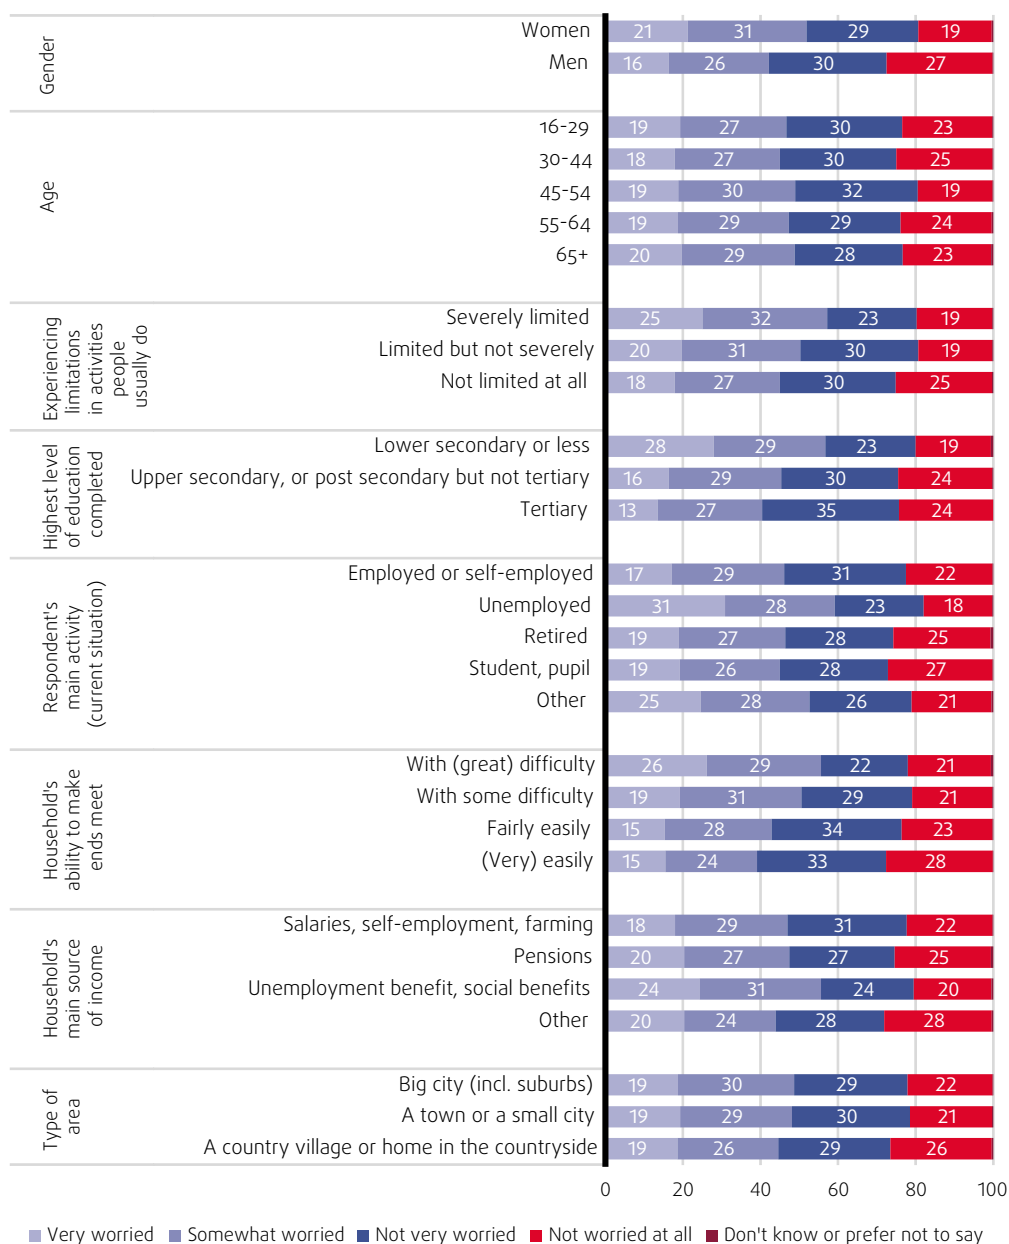 Gender
Women 21 31 29 19
Men 16 26 30 27
Age
16-29 19 27 30 23
30-44 18 27 30 25
45-54 19 30 32 19
55-64 19 29 29 24
65+ 20 29 28 23
Experiencing
limitations
in activities
people
usually do
Severely limited 25 32 23 19
Limited but not severely 20 31 30 19
Not limited at all 18 27 30 25
Highest level
of education
completed
Lower secondary or less 28 29 23 19
Upper secondary, or post secondary but not tertiary 16 29 30 24
Tertiary 13 27 35 24
Respondent's
main activity
(current situation)
Employed or self-employed 17 29 31 22
Unemployed 31 28 23 18
Retired 19 27 28 25
Student, pupil 19 26 28 27
Other 25 28 26 21
Household's
ability to make
ends meet
With (great) difficulty 26 29 22 21
With some difficulty 19 31 29 21
Fairly easily 15 28 34 23
(Very) easily 15 24 33 28
Household's
main source
of income
Salaries, self-employment, farming 18 29 31 22
Pensions 20 27 27 25
Unemployment benefit, social benefits 24 31 24 20
Other 20 24 28 28
Type of
area
Big city (incl. suburbs) 19 30 29 22
A town or a small city 19 29 30 21
A country village or home in the countryside 19 26 29 26
0 20 40 60 80 100
Very worried Somewhat worried Not very worried Not worried at all Don't know or prefer not to say